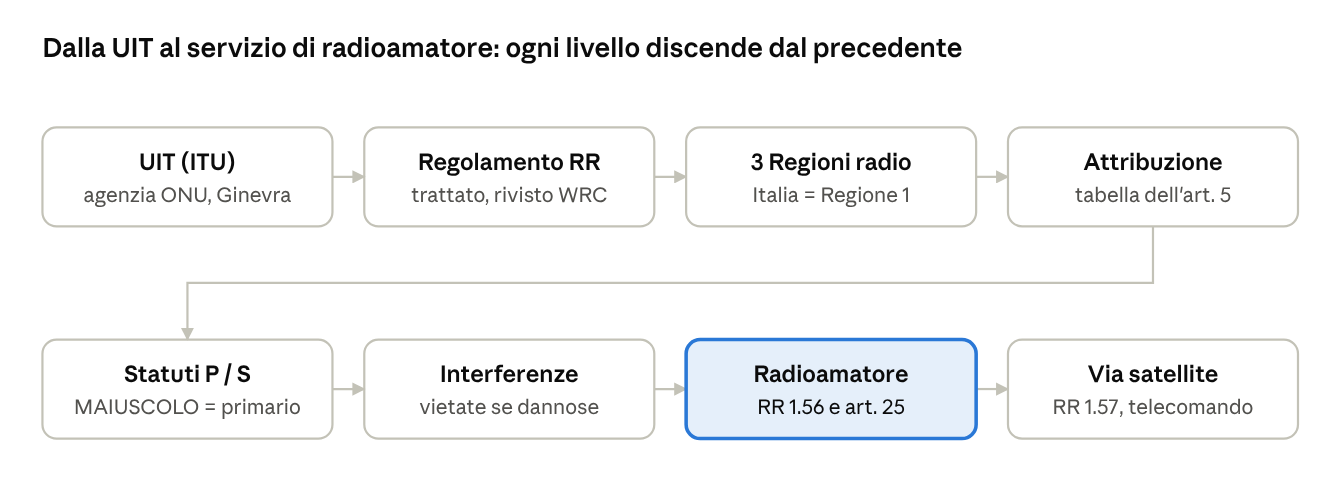 Dalla UIT al servizio di radioamatore: ogni livello discende dal precedente
UIT (ITU)
agenzia ONU, Ginevra
Regolamento RR
trattato, rivisto WRC
3 Regioni radio
Italia = Regione 1
Attribuzione
tabella dell'art. 5
Statuti P / S
MAIUSCOLO = primario
Interferenze
vietate se dannose
Radioamatore
RR 1.56 e art. 25
Via satellite
RR 1.57, telecomando